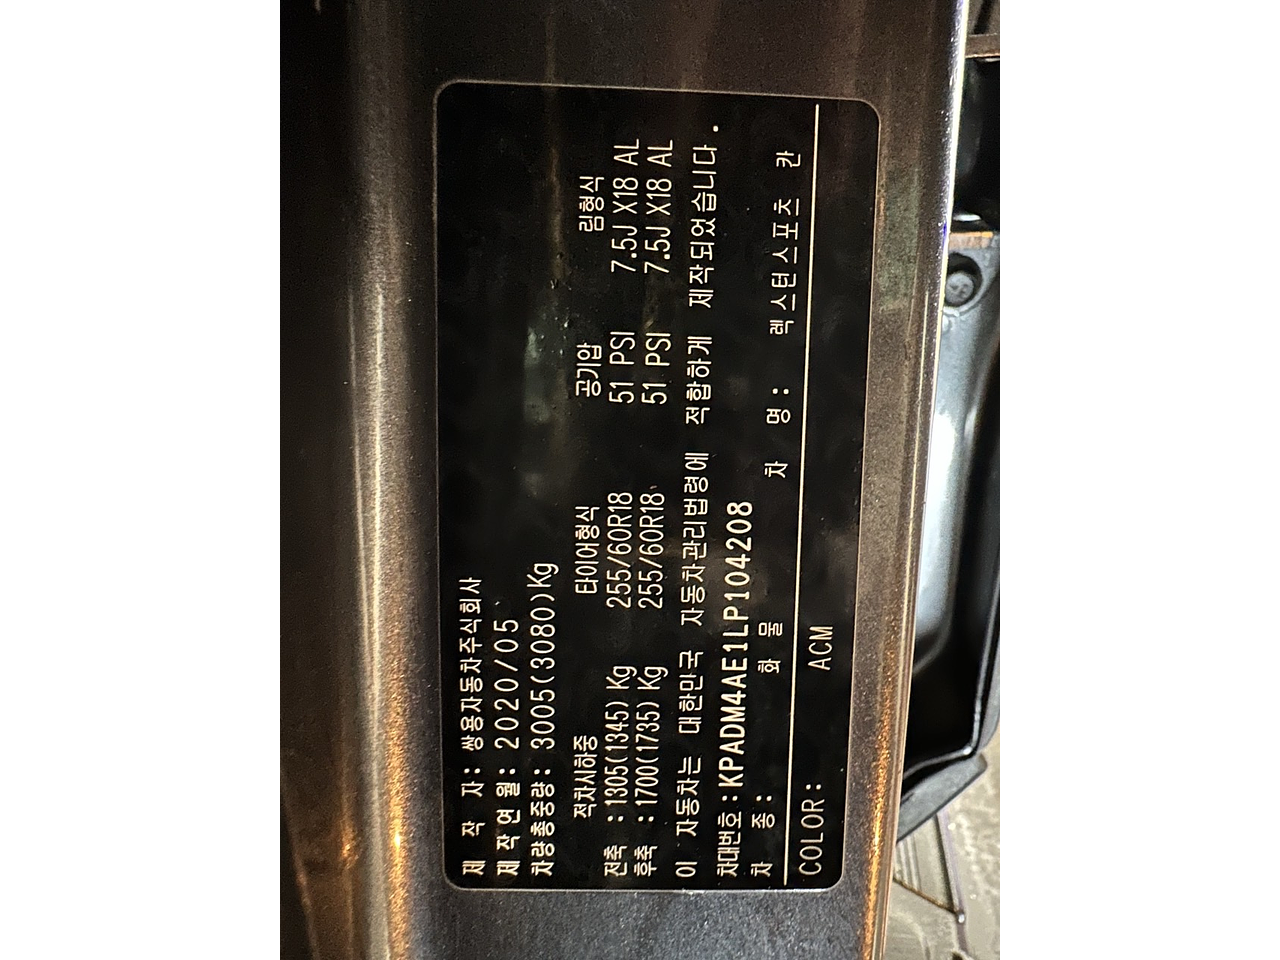 제 작 자: 쌍용자동차주식회사
제작연월: 2020/05
차량총중량: 3005(3080)Kg
적차시하중 타이어형식 공기압 림형식
전축 :1305(1345) Kg 255/60R18 51 PSI 7.5J X18 AL
후축 :1700(1735) Kg 255/60R18 51 PSI 7.5J X18 AL
이 자동차는 대한민국 자동차관리법령에 적합하게 제작되었습니다.
차대번호:KPADM4AE1LP104208
차 종: 화 물 차 명: 렉스턴스포츠 칸
COLOR: ACM